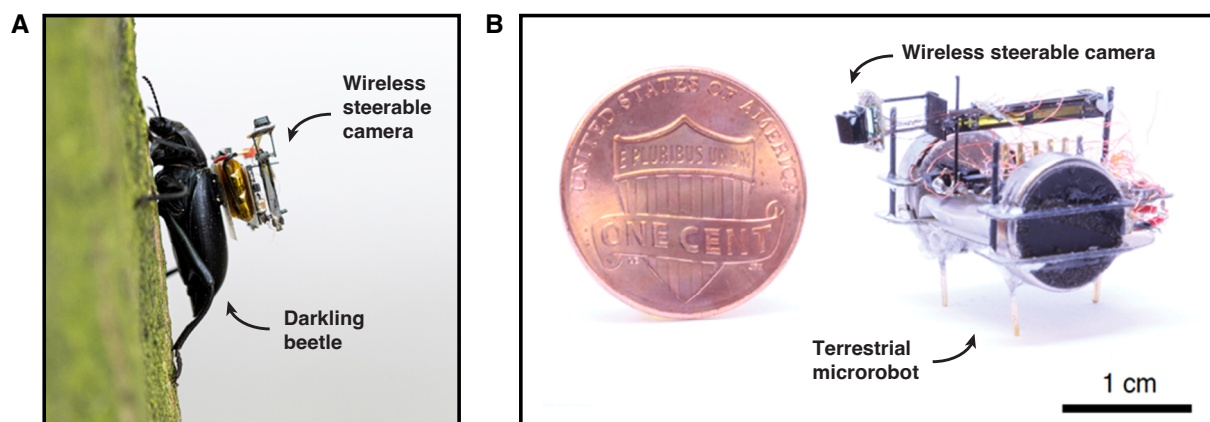 A
Wireless
steerable
camera
Darkling
beetle
B
Wireless steerable camera
UNITED STATES OF AMERICA
E PLURIBUS UNUM
ONE CENT
Terrestrial
microrobot
1 cm